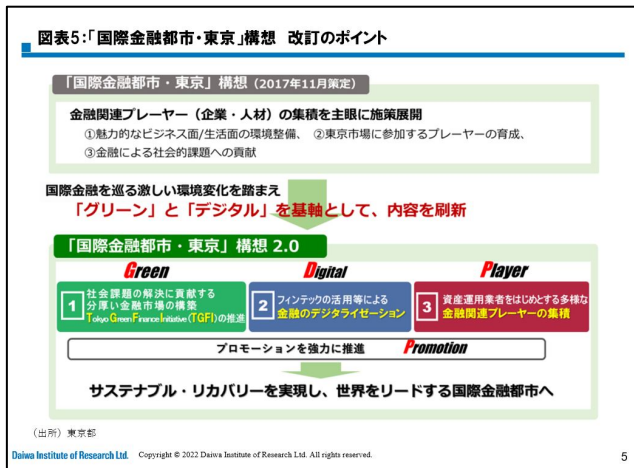 図表5:「国際金融都市・東京」構想 改訂のポイント
「国際金融都市・東京」構想（2017年11月策定）
金融関連プレーヤー（企業・人材）の集積を主眼に施策展開
①魅力的なビジネス面/生活面の環境整備、 ②東京市場に参加するプレーヤーの育成、
③金融による社会的課題への貢献
国際金融を巡る激しい環境変化を踏まえ
「グリーン」と「デジタル」を基軸として、内容を刷新
「国際金融都市・東京」構想 2.0
Green
1
社会課題の解決に貢献する
分厚い金融市場の構築
Tokyo Green Finance Initiative(TGFI)の推進
Digital
2
フィンテックの活用等による
金融のデジタライゼーション
Player
3
資産運用業者をはじめとする多様な
金融関連プレーヤーの集積
プロモーションを強力に推進 Promotion
サステナブル・リカバリーを実現し、世界をリードする国際金融都市へ
（出所）東京都
Daiwa Institute of Research Ltd. Copyright © 2022 Daiwa Institute of Research Ltd. All rights reserved.
5